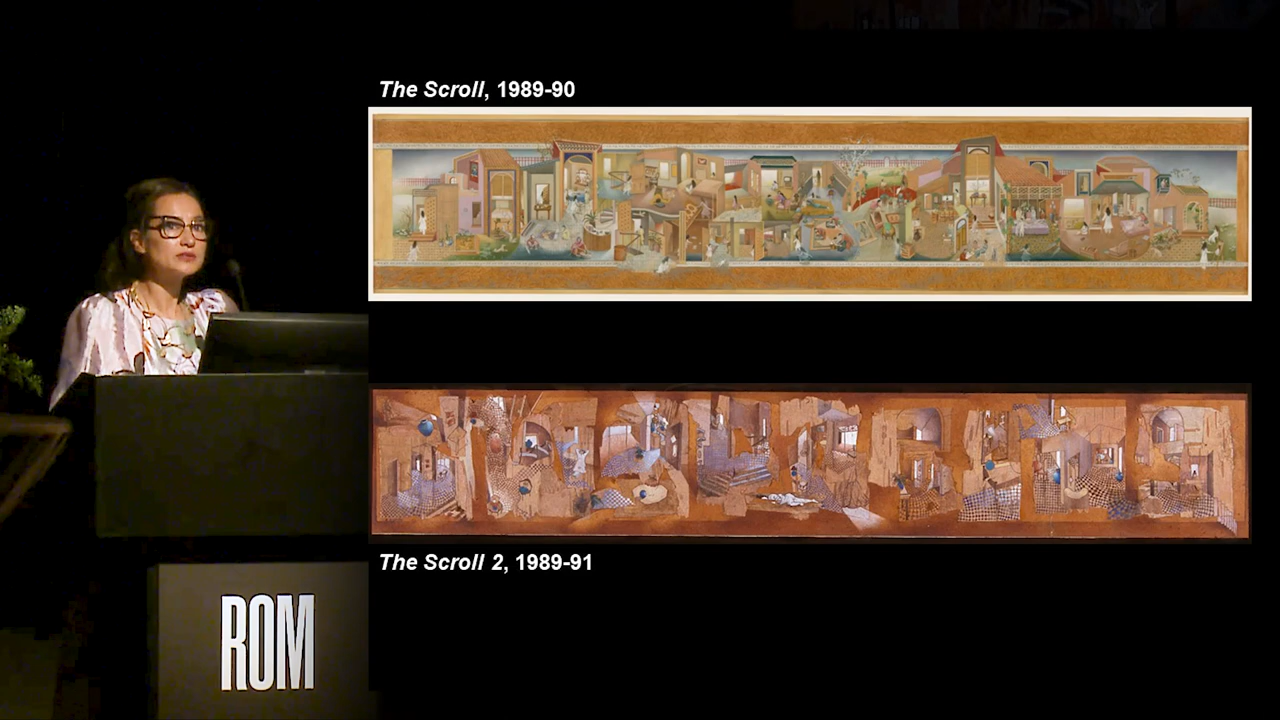 The Scroll, 1989-90
The Scroll 2, 1989-91
ROM